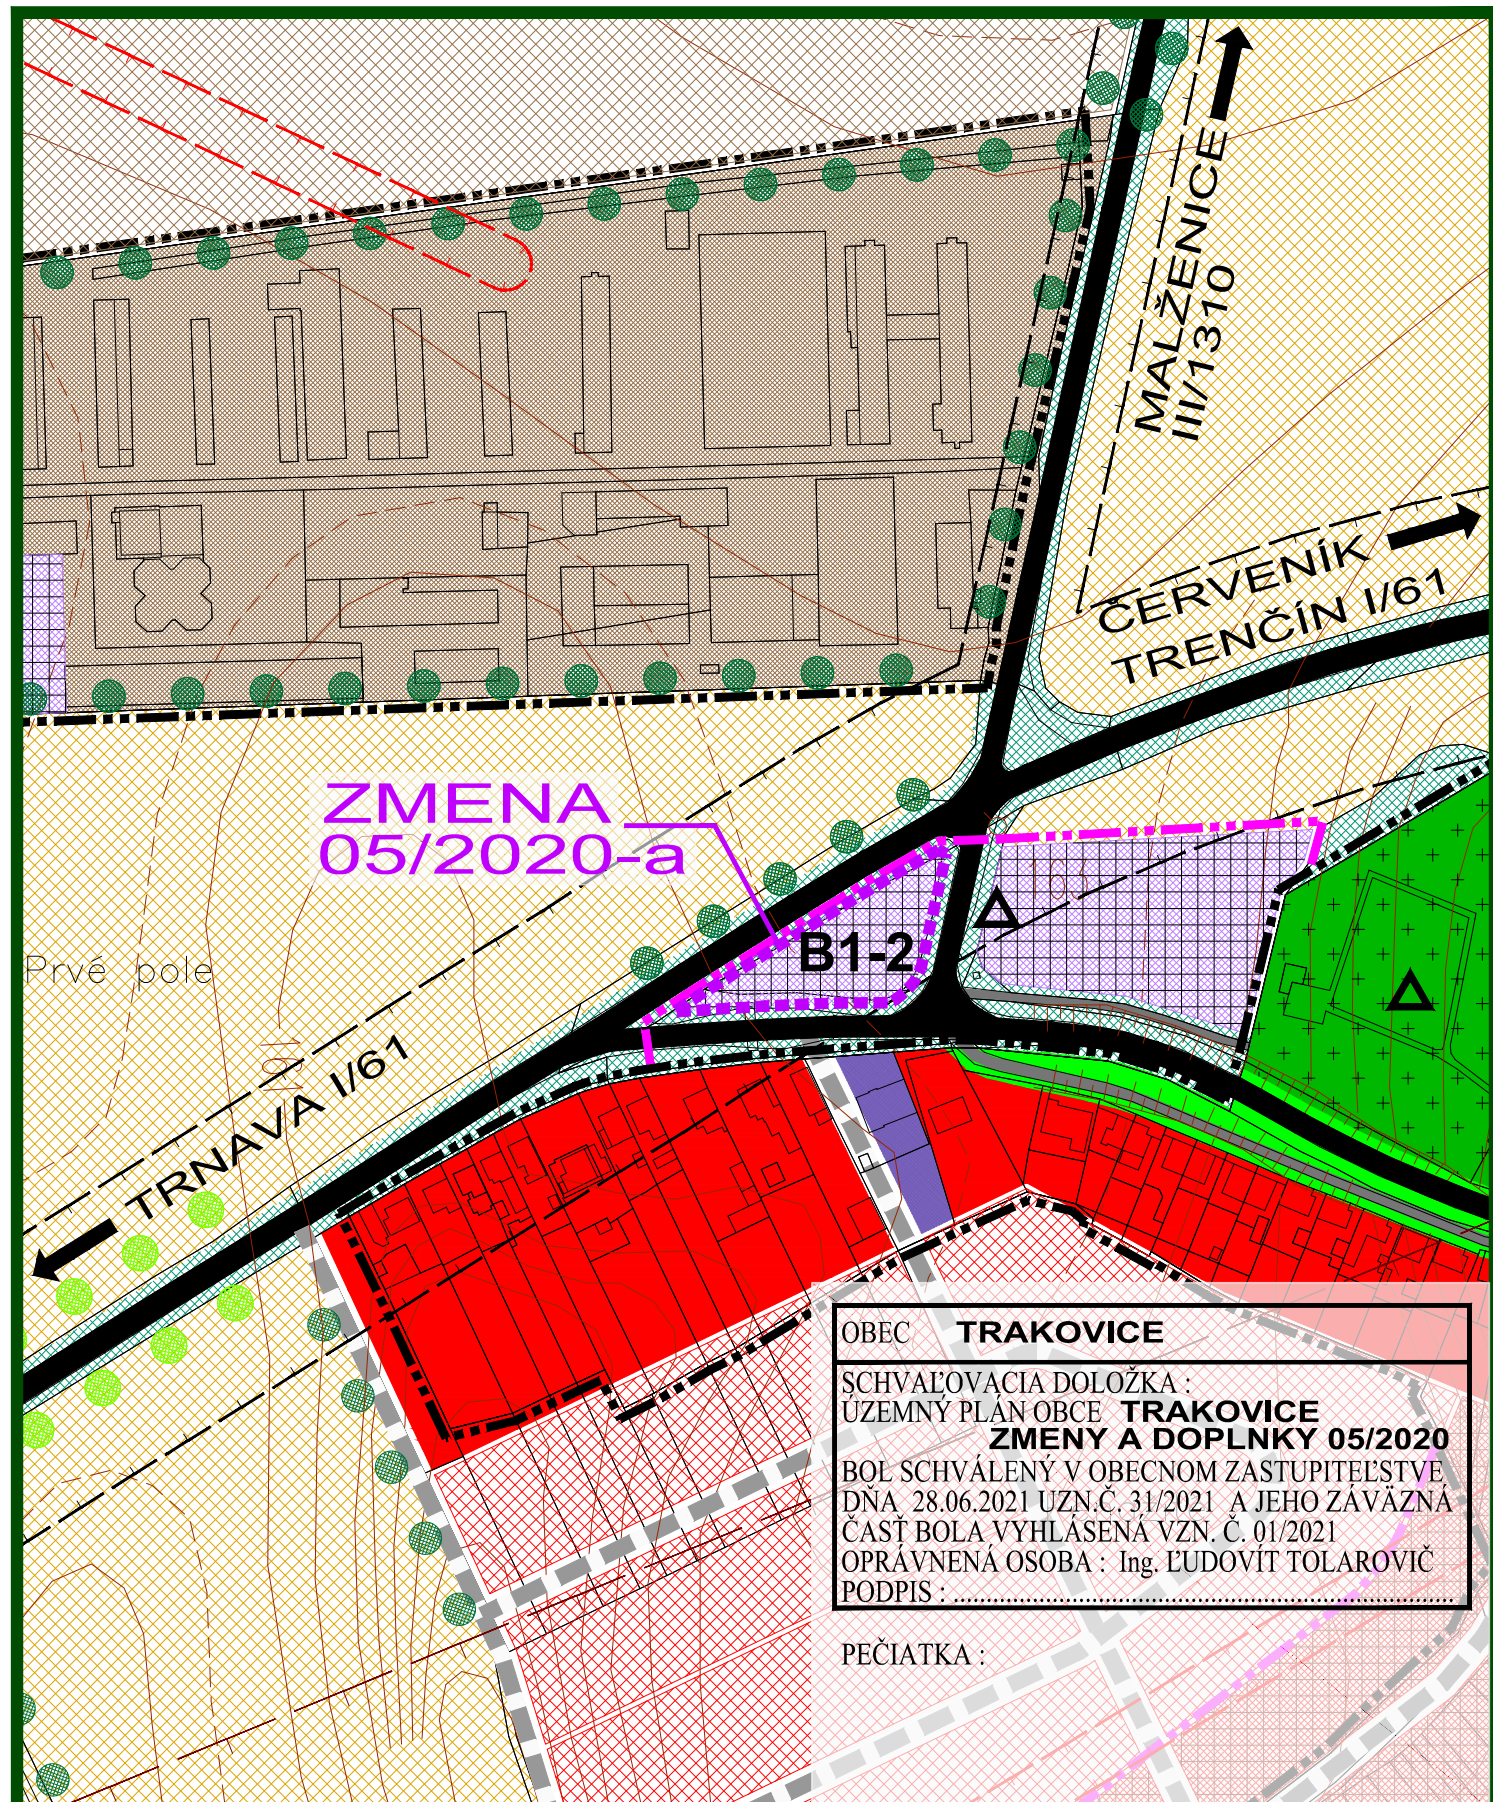 MALŽENICE
III/1310
ČERVENÍK
TRENČÍN I/61
ZMENA
05/2020-a
B1-2
Prvé pole
TRNAVA I/61
OBEC TRAKOVICE
SCHVAĽOVACIA DOLOŽKA :
ÚZEMNÝ PLÁN OBCE TRAKOVICE
ZMENY A DOPLNKY 05/2020
BOL SCHVÁLENÝ V OBECNOM ZASTUPITEĽSTVE
DŇA 28.06.2021 UZN.Č. 31/2021 A JEHO ZÁVÄZNÁ
ČASŤ BOLA VYHLÁSENÁ VZN. Č. 01/2021
OPRÁVNENÁ OSOBA : Ing. ĽUDOVÍT TOLAROVIČ
PODPIS : ..............................................................................
PEČIATKA :